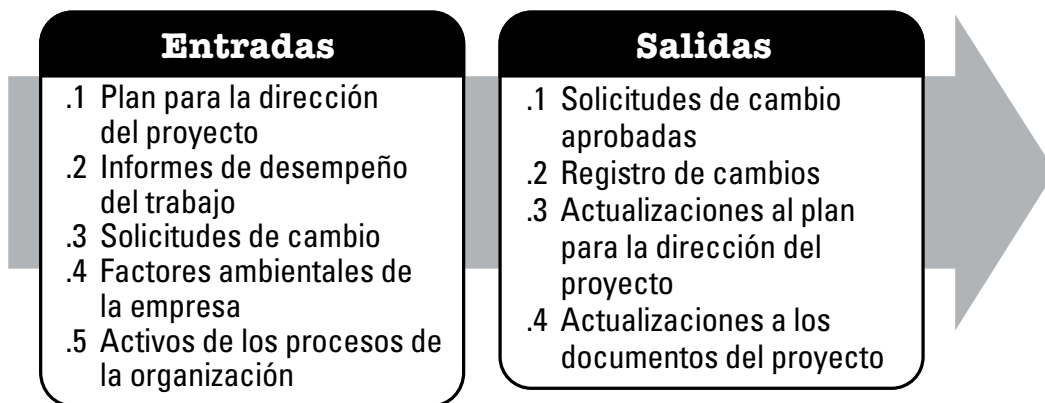 Entradas
.1 Plan para la dirección
del proyecto
.2 Informes de desempeño
del trabajo
.3 Solicitudes de cambio
.4 Factores ambientales de
la empresa
.5 Activos de los procesos de
la organización
Salidas
.1 Solicitudes de cambio
aprobadas
.2 Registro de cambios
.3 Actualizaciones al plan
para la dirección del
proyecto
.4 Actualizaciones a los
documentos del proyecto